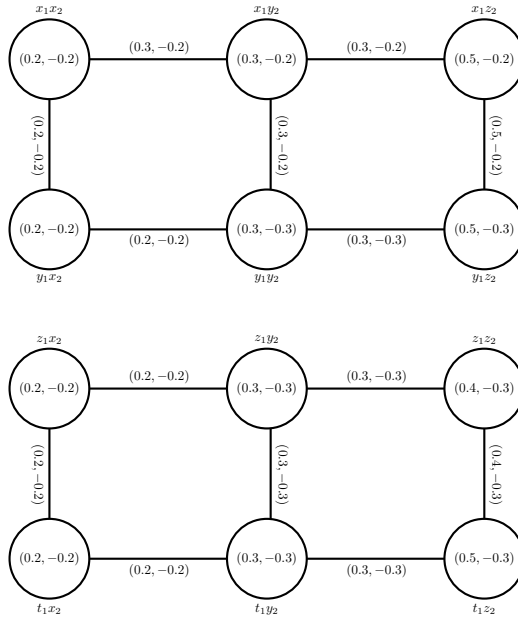 x₁x₂ x₁y₂ x₁z₂
(0.3, −0.2) (0.3, −0.2)
(0.2, −0.2) (0.3, −0.2) (0.5, −0.2)
(0.2, −0.2) (0.3, −0.2) (0.5, −0.2)
(0.2, −0.2) (0.3, −0.3) (0.5, −0.3)
(0.2, −0.2) (0.3, −0.3)
y₁x₂ y₁y₂ y₁z₂
z₁x₂ z₁y₂ z₁z₂
(0.2, −0.2) (0.3, −0.3)
(0.2, −0.2) (0.3, −0.3) (0.4, −0.3)
(0.2, −0.2) (0.3, −0.3) (0.4, −0.3)
(0.2, −0.2) (0.3, −0.3) (0.5, −0.3)
(0.2, −0.2) (0.3, −0.3)
t₁x₂ t₁y₂ t₁z₂